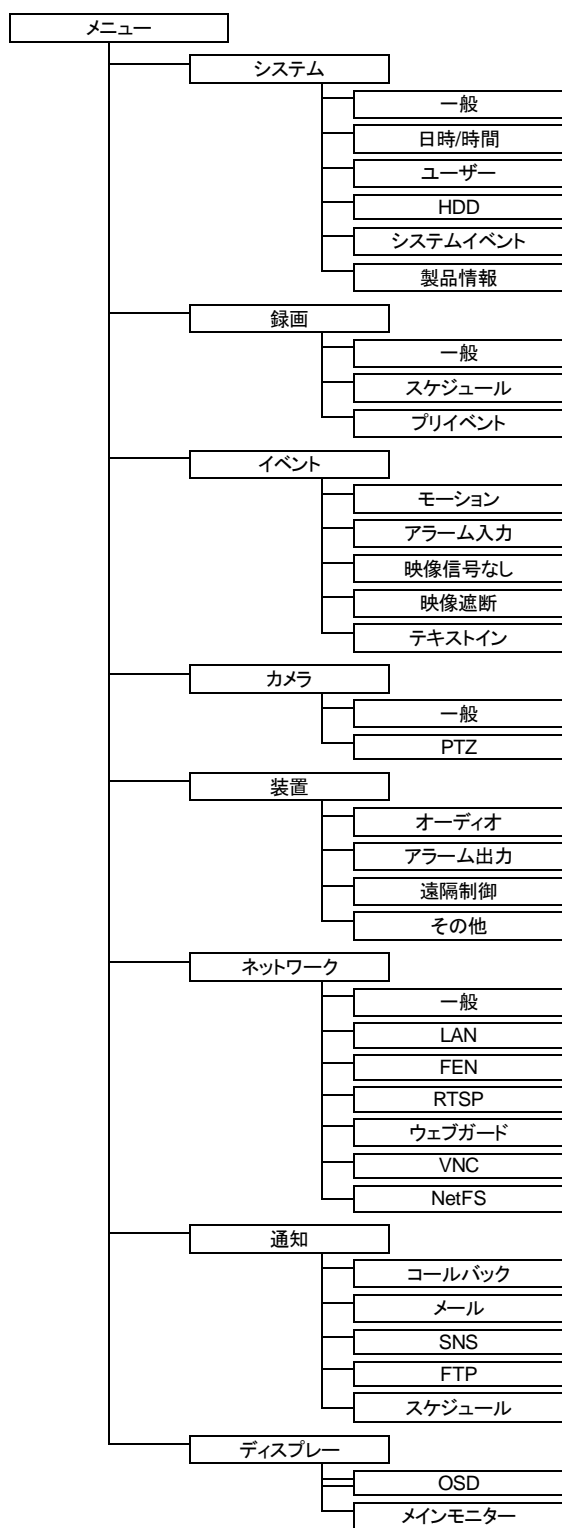 メニュー
システム
一般
日時/時間
ユーザー
HDD
システムイベント
製品情報
録画
一般
スケジュール
プリイベント
イベント
モーション
アラーム入力
映像信号なし
映像遮断
テキストイン
カメラ
一般
PTZ
装置
オーディオ
アラーム出力
遠隔制御
その他
ネットワーク
一般
LAN
FEN
RTSP
ウェブガード
VNC
NetFS
通知
コールバック
メール
SNS
FTP
スケジュール
ディスプレー
OSD
メインモニター